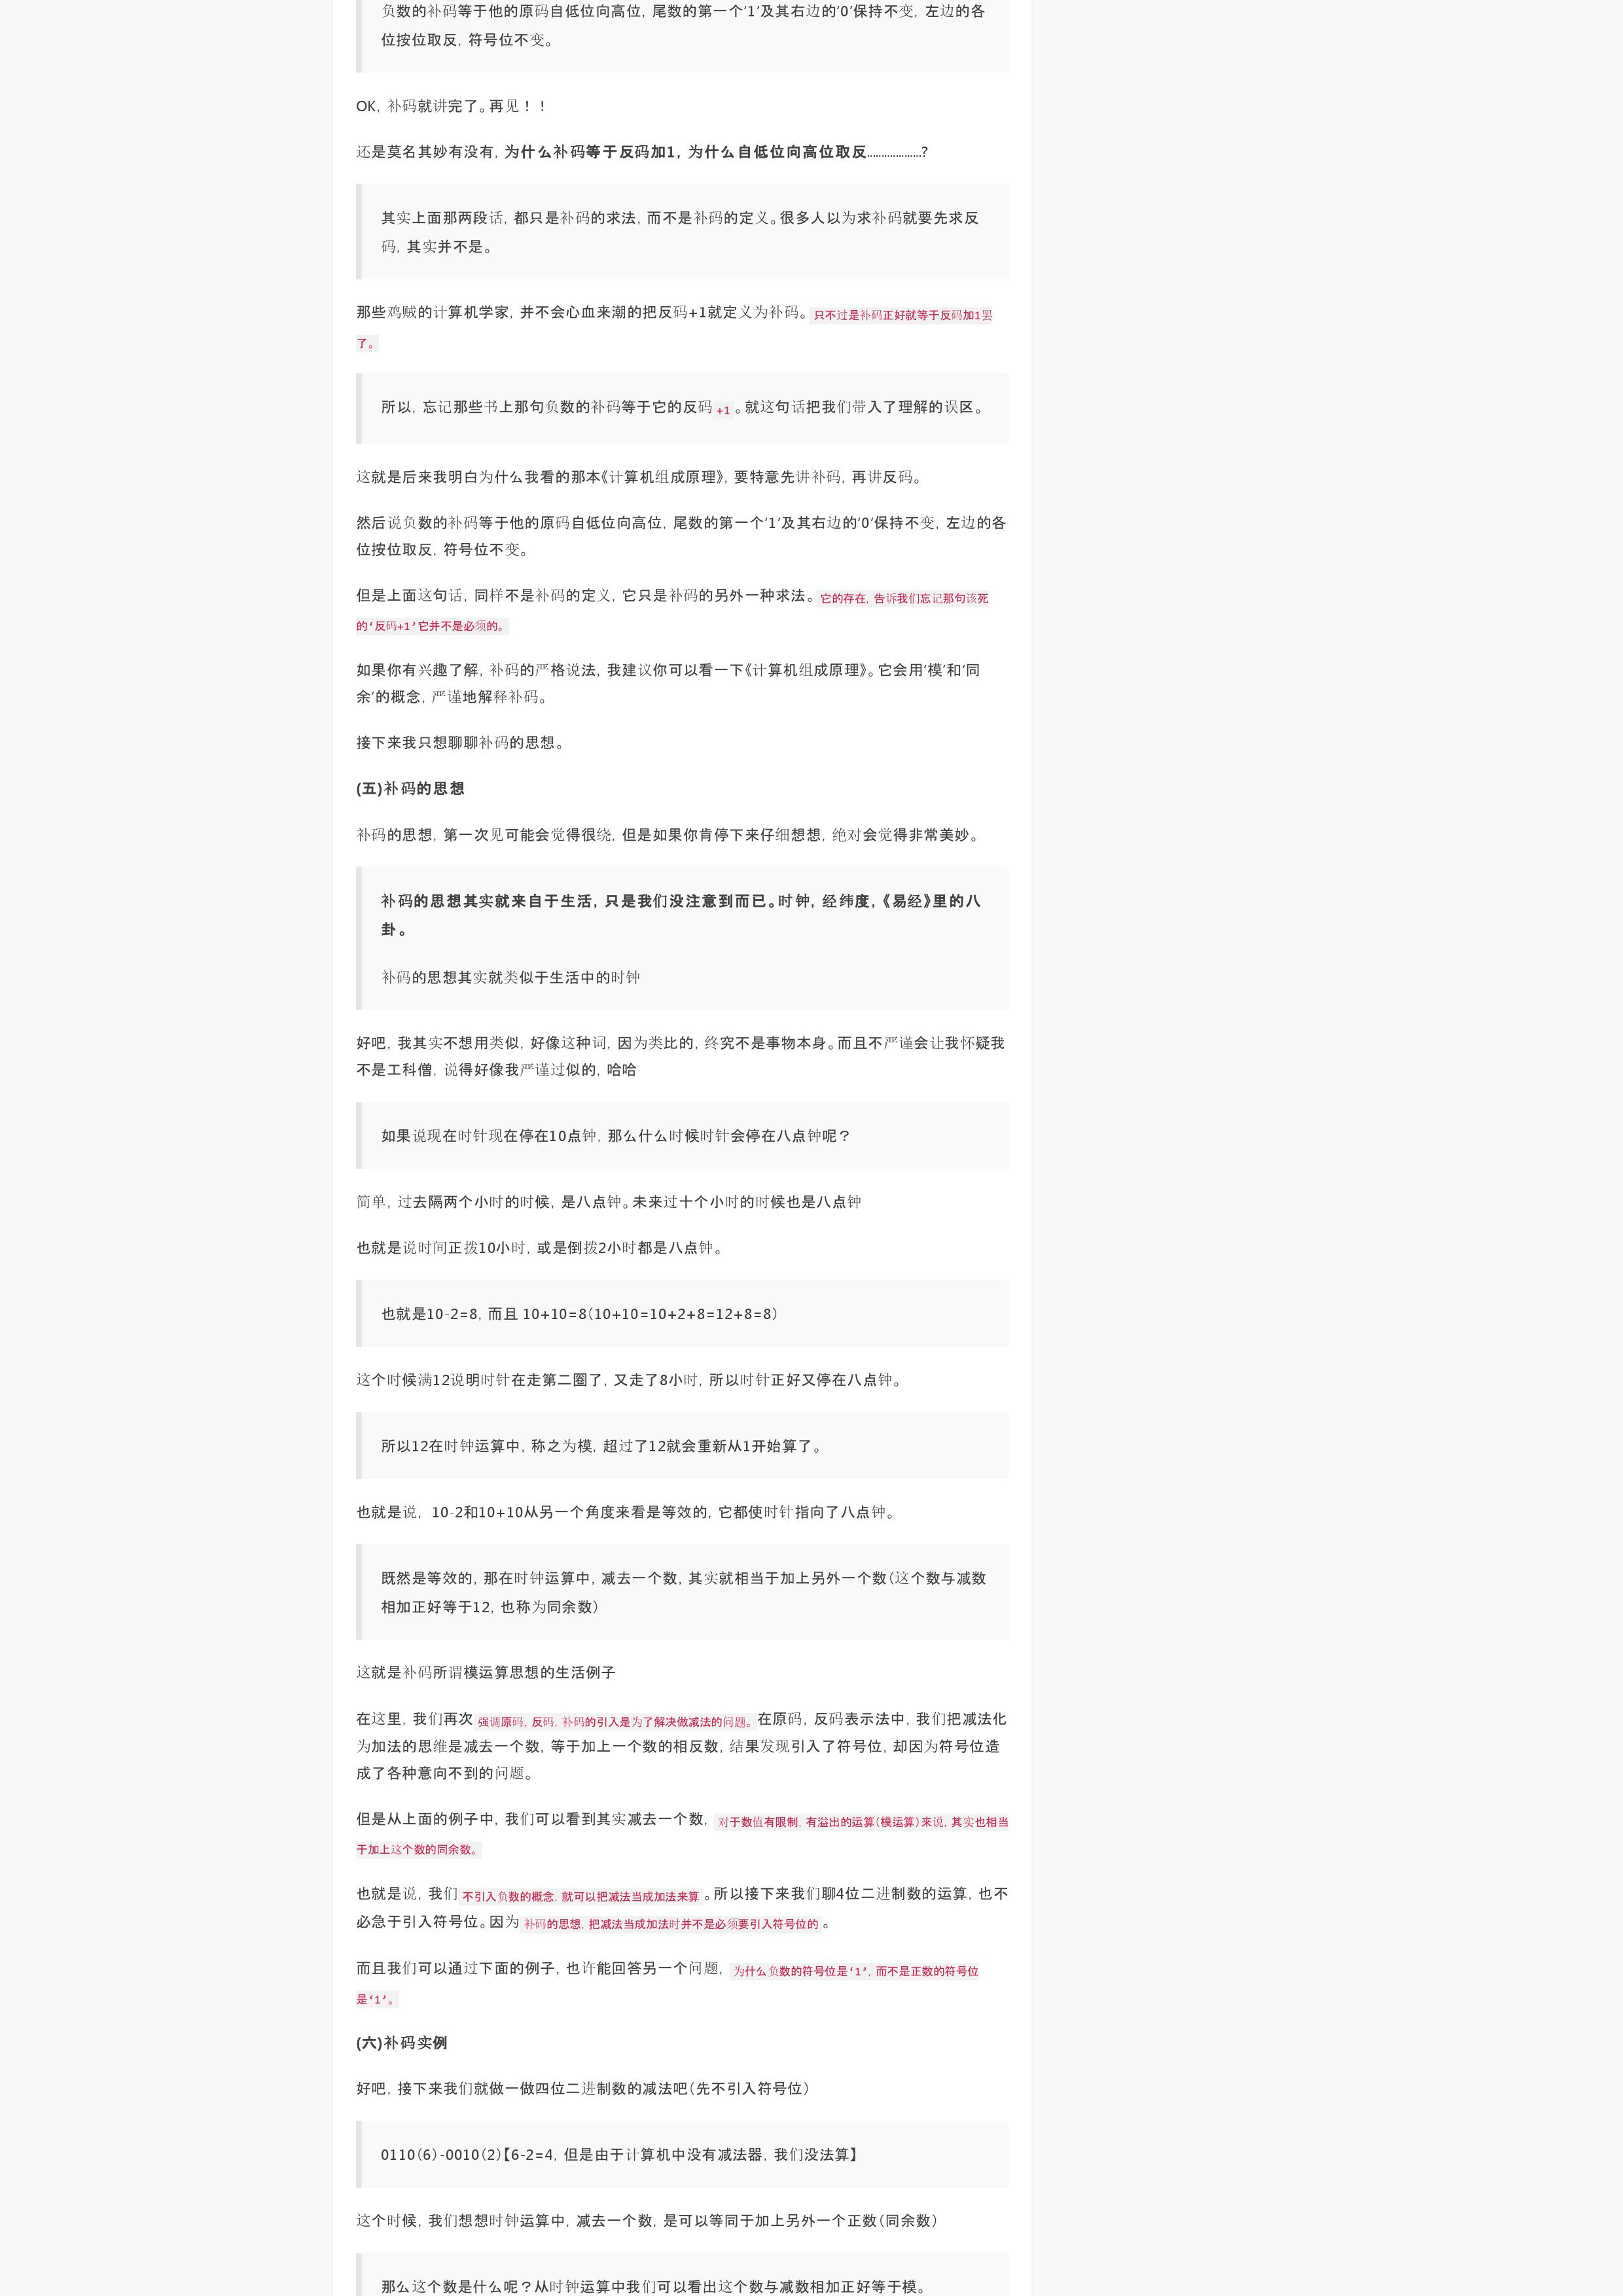 负数的补码等于他的原码自低位向高位, 尾数的第一个‘1’及其右边的‘0’保持不变, 左边的各
位按位取反, 符号位不变。
OK, 补码就讲完了。再见！！
还是莫名其妙有没有, 为什么补码等于反码加1, 为什么自低位向高位取反...................?
其实上面那两段话, 都只是补码的求法, 而不是补码的定义。很多人以为求补码就要先求反
码, 其实并不是。
那些鸡贼的计算机学家, 并不会心血来潮的把反码+1就定义为补码。只不过是补码正好就等于反码加1罢
了。
所以, 忘记那些书上那句负数的补码等于它的反码+1。就这句话把我们带入了理解的误区。
这就是后来我明白为什么我看的那本《计算机组成原理》, 要特意先讲补码, 再讲反码。
然后说负数的补码等于他的原码自低位向高位, 尾数的第一个‘1’及其右边的‘0’保持不变, 左边的各
位按位取反, 符号位不变。
但是上面这句话, 同样不是补码的定义, 它只是补码的另外一种求法。它的存在, 告诉我们忘记那句该死
的‘反码+1’它并不是必须的。
如果你有兴趣了解, 补码的严格说法, 我建议你可以看一下《计算机组成原理》。它会用‘模’和‘同
余’的概念, 严谨地解释补码。
接下来我只想聊聊补码的思想。
(五)补码的思想
补码的思想, 第一次见可能会觉得很绕, 但是如果你肯停下来仔细想想, 绝对会觉得非常美妙。
补码的思想其实就来自于生活, 只是我们没注意到而已。时钟, 经纬度, 《易经》里的八
卦。
补码的思想其实就类似于生活中的时钟
好吧, 我其实不想用类似, 好像这种词, 因为类比的, 终究不是事物本身。而且不严谨会让我怀疑我
不是工科僧, 说得好像我严谨过似的, 哈哈
如果说现在时针现在停在10点钟, 那么什么时候时针会停在八点钟呢？
简单, 过去隔两个小时的时候, 是八点钟。未来过十个小时的时候也是八点钟
也就是说时间正拨10小时, 或是倒拨2小时都是八点钟。
也就是10-2=8, 而且 10+10=8（10+10=10+2+8=12+8=8）
这个时候满12说明时针在走第二圈了, 又走了8小时, 所以时针正好又停在八点钟。
所以12在时钟运算中, 称之为模, 超过了12就会重新从1开始算了。
也就是说, 10-2和10+10从另一个角度来看是等效的, 它都使时针指向了八点钟。
既然是等效的, 那在时钟运算中, 减去一个数, 其实就相当于加上另外一个数（这个数与减数
相加正好等于12, 也称为同余数）
这就是补码所谓模运算思想的生活例子
在这里, 我们再次强调原码, 反码, 补码的引入是为了解决做减法的问题。在原码, 反码表示法中, 我们把减法化
为加法的思维是减去一个数, 等于加上一个数的相反数, 结果发现引入了符号位, 却因为符号位造
成了各种意向不到的问题。
但是从上面的例子中, 我们可以看到其实减去一个数, 对于数值有限制, 有溢出的运算（模运算）来说, 其实也相当
于加上这个数的同余数。
也就是说, 我们不引入负数的概念, 就可以把减法当成加法来算。所以接下来我们聊4位二进制数的运算, 也不
必急于引入符号位。因为补码的思想, 把减法当成加法时并不是必须要引入符号位的。
而且我们可以通过下面的例子, 也许能回答另一个问题, 为什么负数的符号位是‘1’, 而不是正数的符号位
是‘1’。
(六)补码实例
好吧, 接下来我们就做一做四位二进制数的减法吧（先不引入符号位）
0110（6）-0010（2）【6-2=4, 但是由于计算机中没有减法器, 我们没法算】
这个时候, 我们想想时钟运算中, 减去一个数, 是可以等同于加上另外一个正数（同余数）
那么这个数是什么呢？从时钟运算中我们可以看出这个数与减数相加正好等于模。